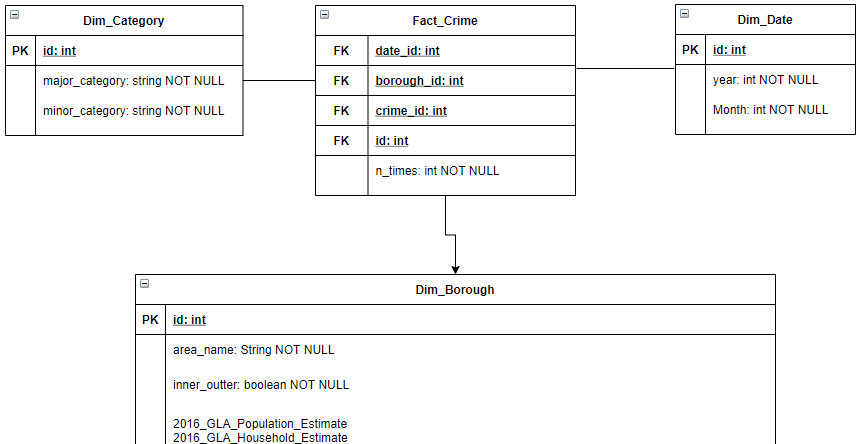 Dim_Category
PK id: int
major_category: string NOT NULL
minor_category: string NOT NULL
Fact_Crime
FK date_id: int
FK borough_id: int
FK crime_id: int
FK id: int
n_times: int NOT NULL
Dim_Date
PK id: int
year: int NOT NULL
Month: int NOT NULL
Dim_Borough
PK id: int
area_name: String NOT NULL
inner_outter: boolean NOT NULL
2016_GLA_Population_Estimate
2016_GLA_Household_Estimate